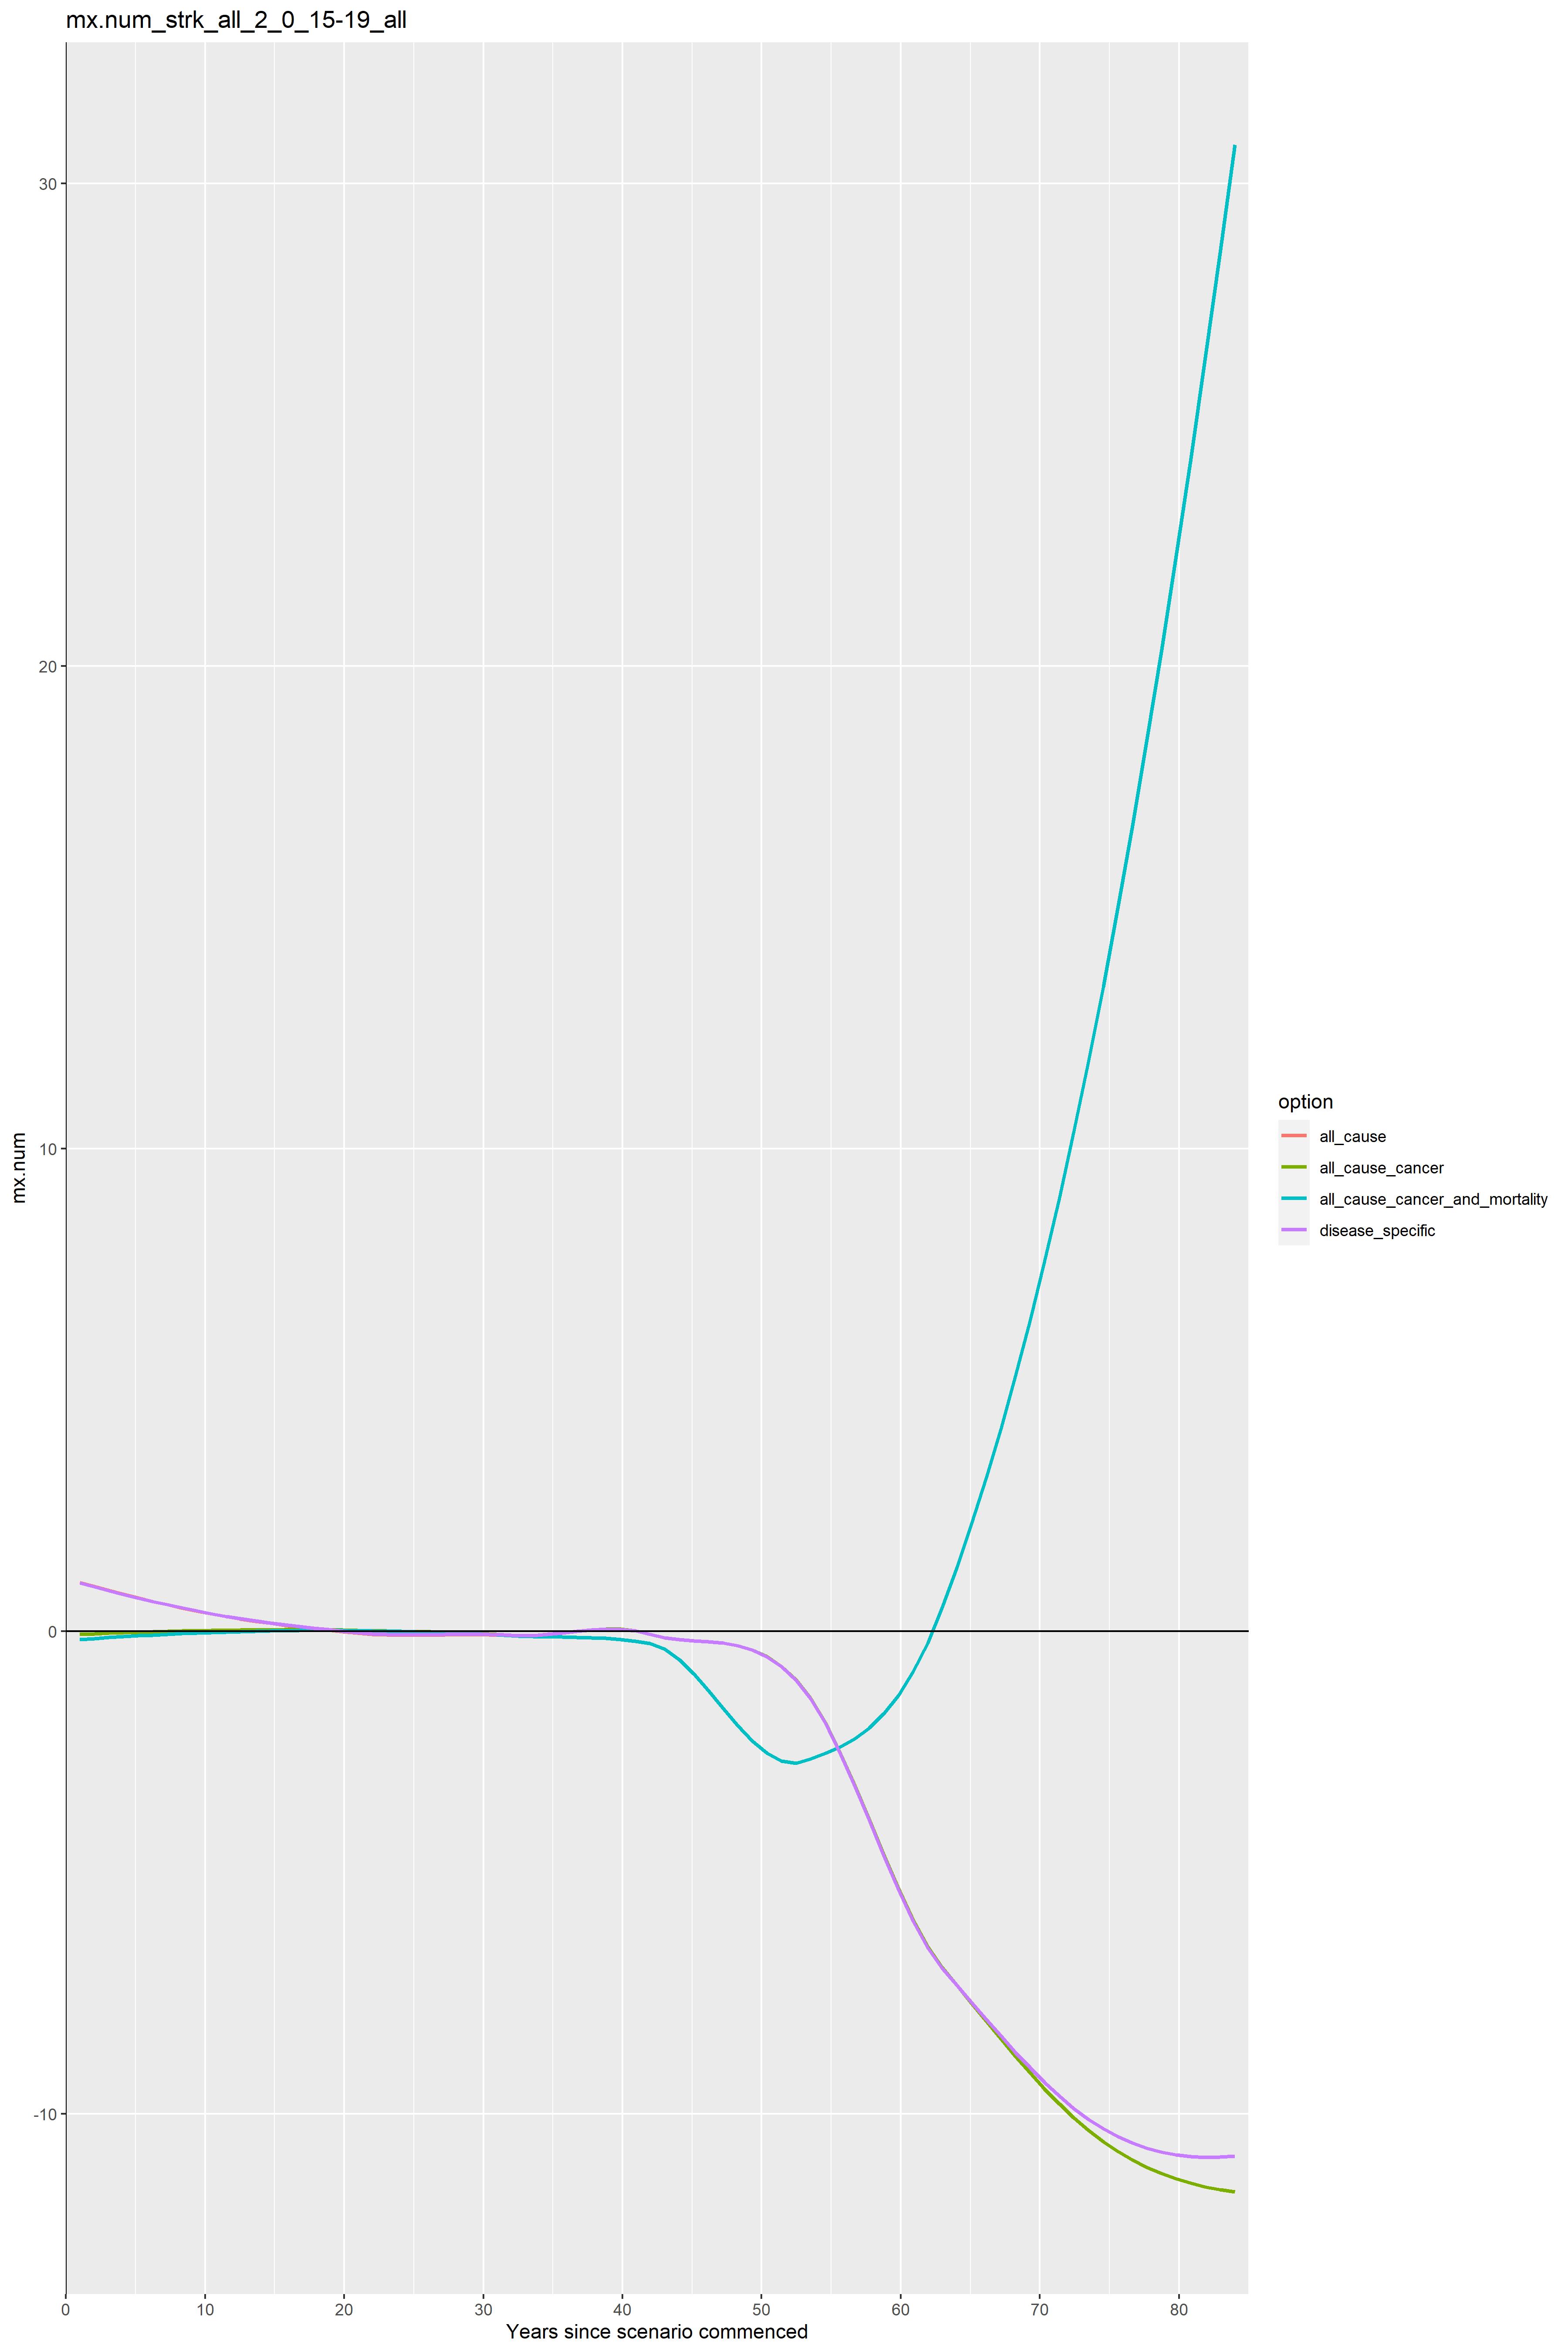 mx.num_strk_all_2_0_15-19_all
30
20
10
0
-10
mx.num
0 10 20 30 40 50 60 70 80
Years since scenario commenced
option
all_cause
all_cause_cancer
all_cause_cancer_and_mortality
disease_specific